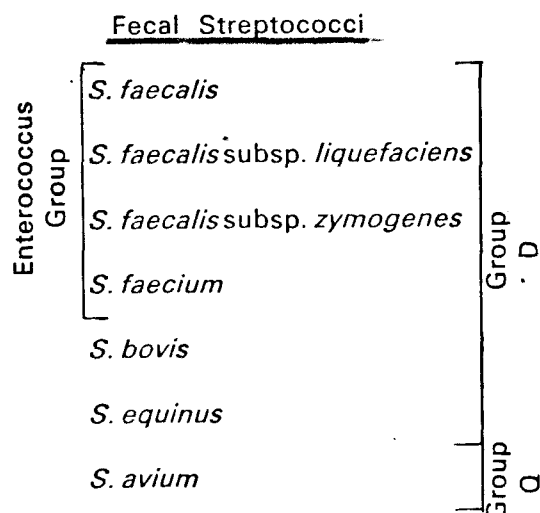 Fecal Streptococci
Enterococcus
Group
S. faecalis
S. faecalis subsp. liquefaciens
S. faecalis subsp. zymogenes
S. faecium
S. bovis
S. equinus
S. avium
Group
D
Group
Q